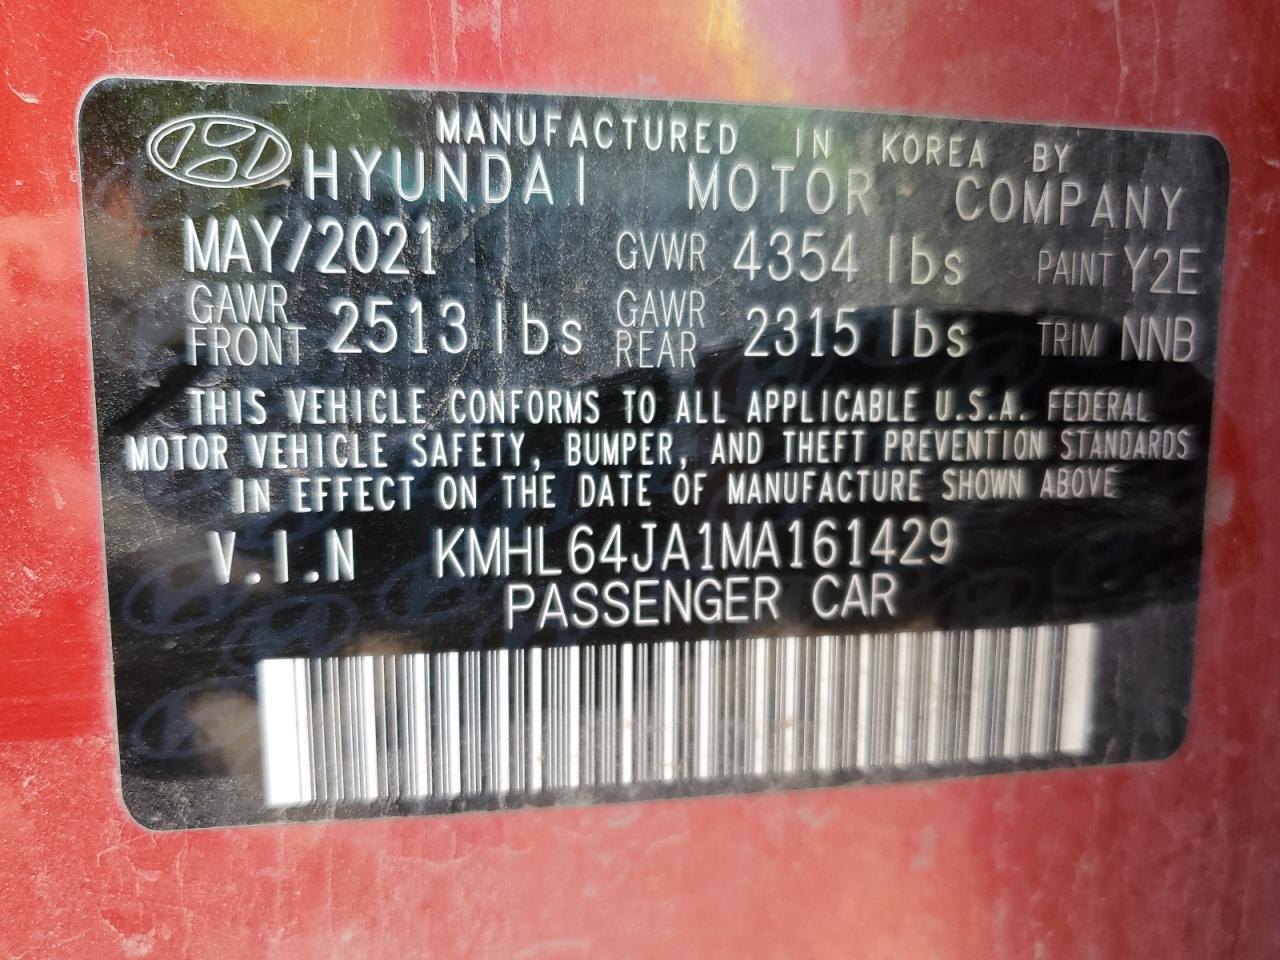 MANUFACTURED IN KOREA BY
HYUNDAI MOTOR COMPANY
MAY/2021 GVWR 4354 lbs PAINT Y2E
GAWR FRONT 2513 lbs GAWR REAR 2315 lbs TRIM NNB
THIS VEHICLE CONFORMS TO ALL APPLICABLE U.S.A. FEDERAL
MOTOR VEHICLE SAFETY, BUMPER, AND THEFT PREVENTION STANDARDS
IN EFFECT ON THE DATE OF MANUFACTURE SHOWN ABOVE
V.I.N KMHL64JA1MA161429
PASSENGER CAR